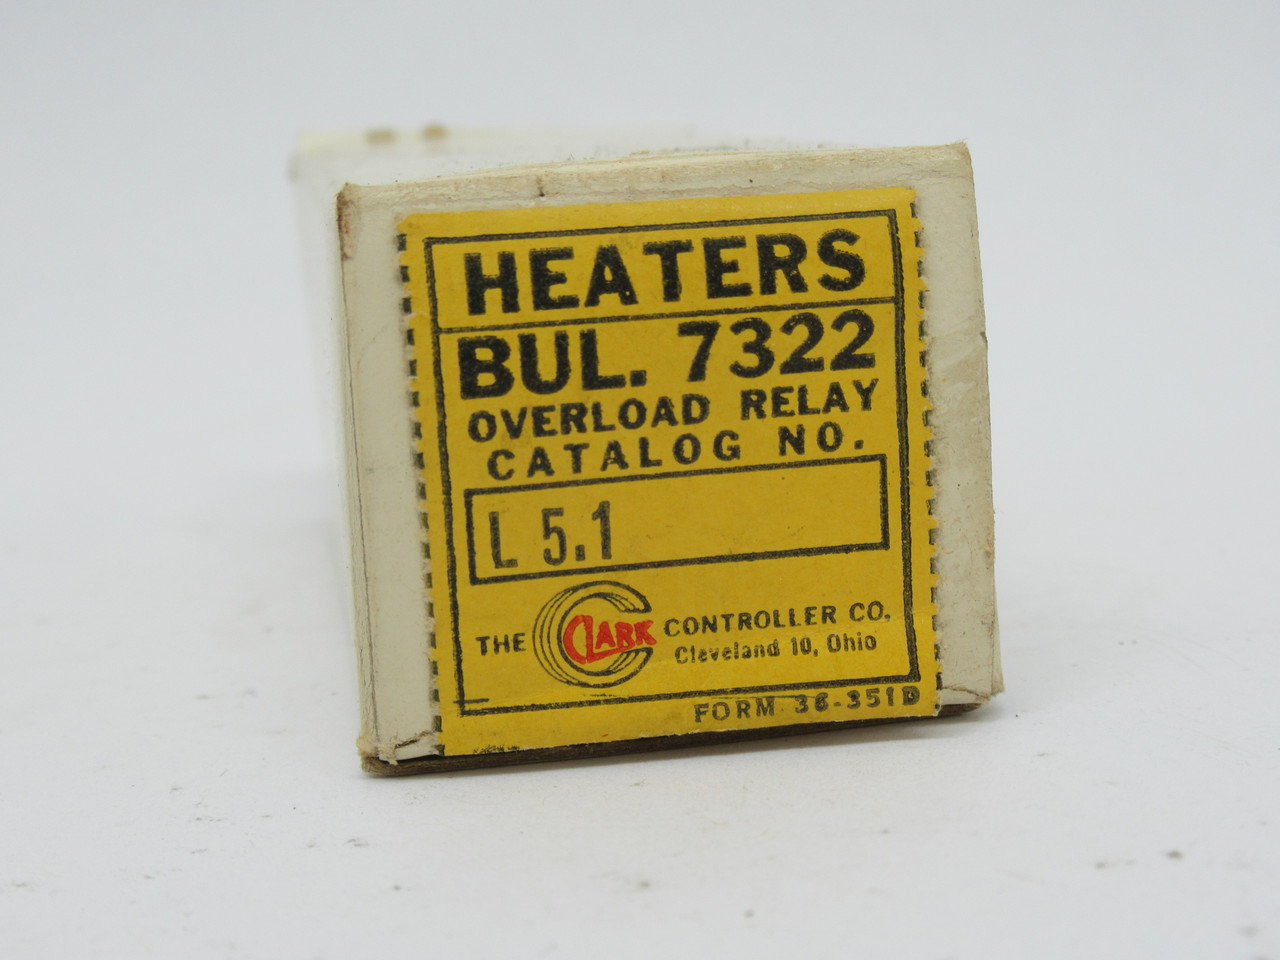 HEATERS
BUL. 7322
OVERLOAD RELAY
CATALOG NO.
L 5.1
THE CLARK CONTROLLER CO.
Cleveland 10, Ohio
FORM 36-351D